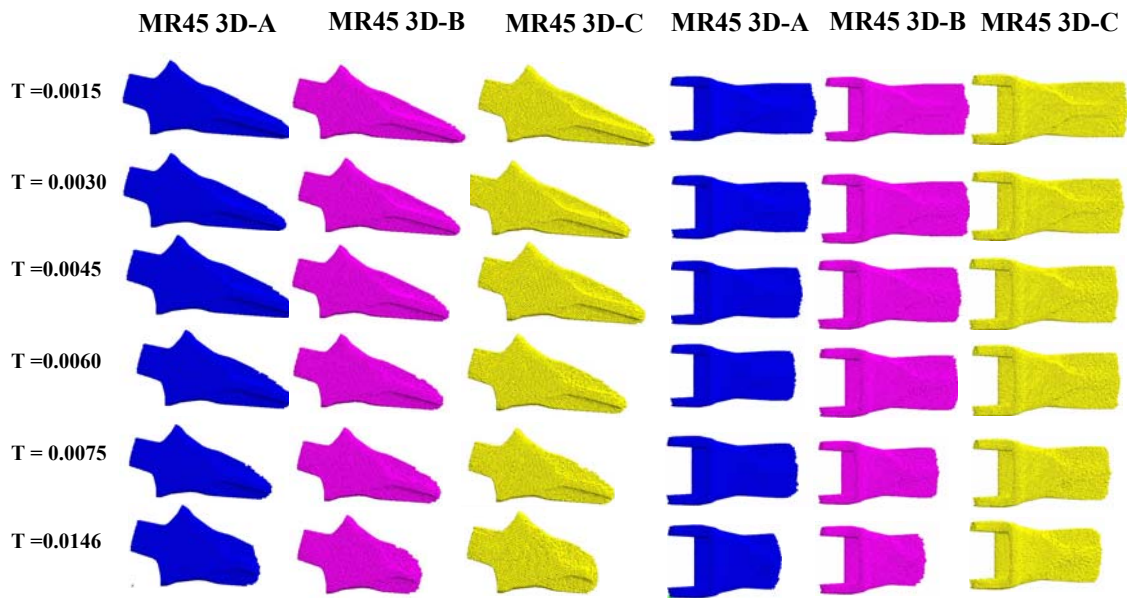 MR45 3D-A MR45 3D-B MR45 3D-C MR45 3D-A MR45 3D-B MR45 3D-C
T =0.0015
T = 0.0030
T =0.0045
T =0.0060
T = 0.0075
T =0.0146